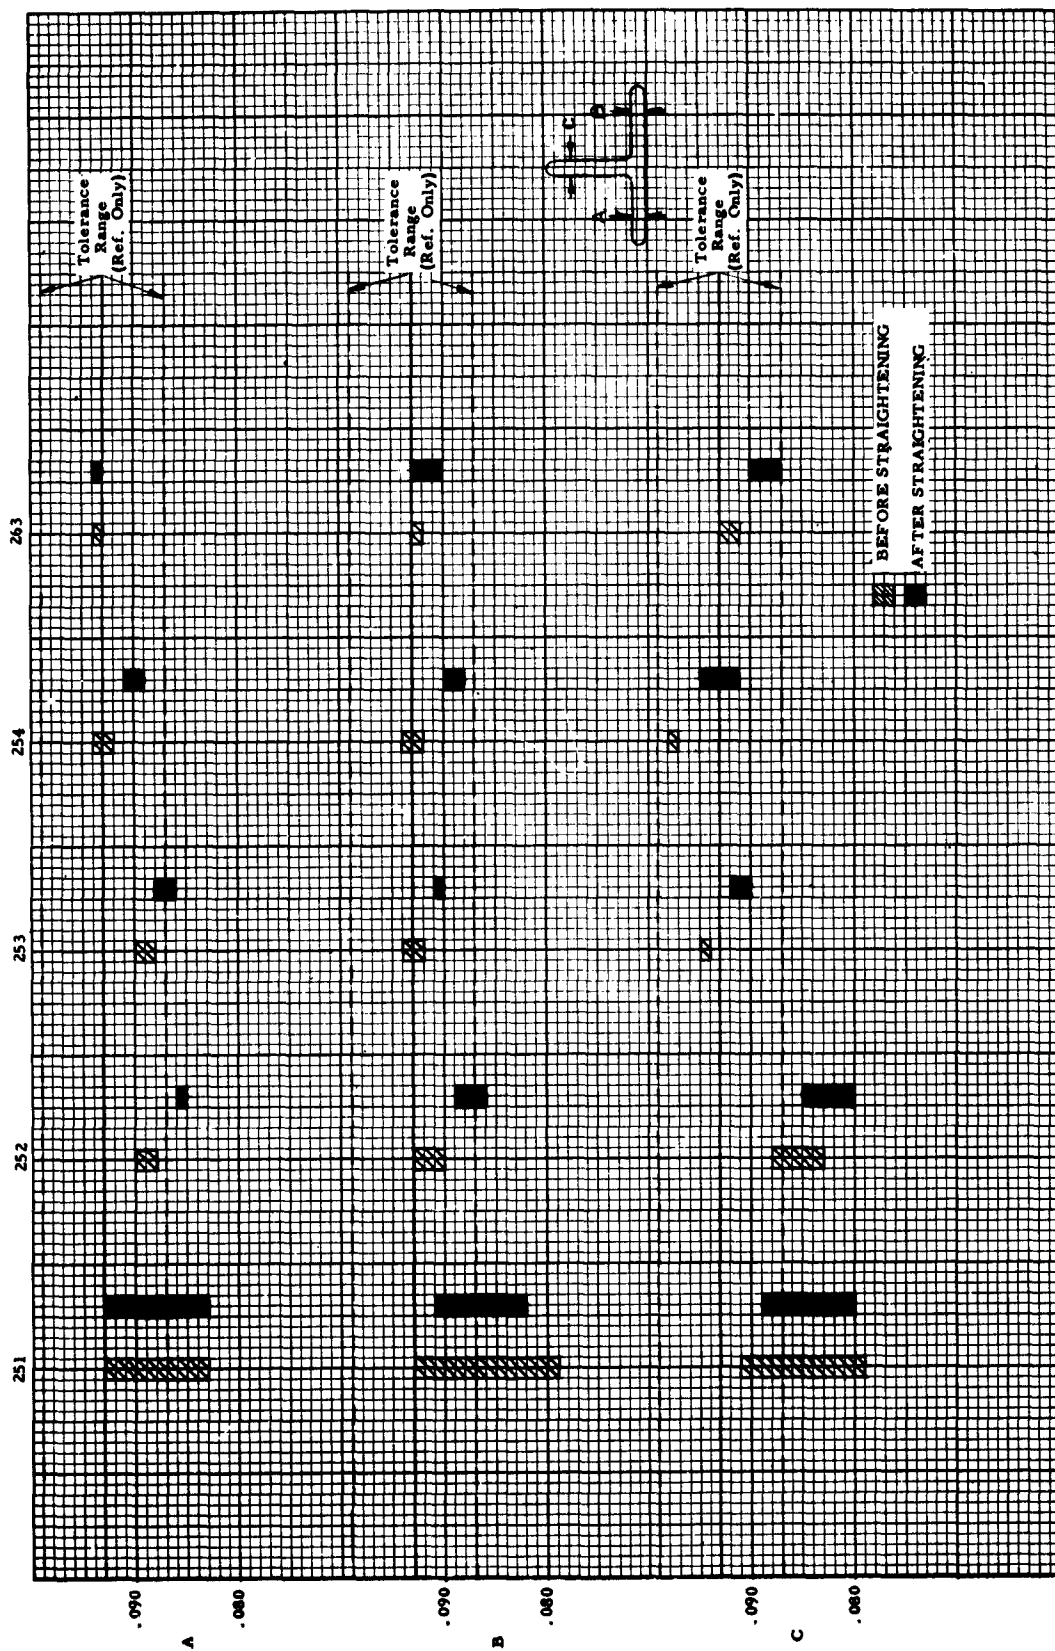 251
252
253
254
263
Tolerance
Range
(Ref. Only)
.090
.080
A
Tolerance
Range
(Ref. Only)
.090
.080
B
A
C
B
Tolerance
Range
(Ref. Only)
.090
.080
C
BEFORE STRAIGHTENING
AFTER STRAIGHTENING